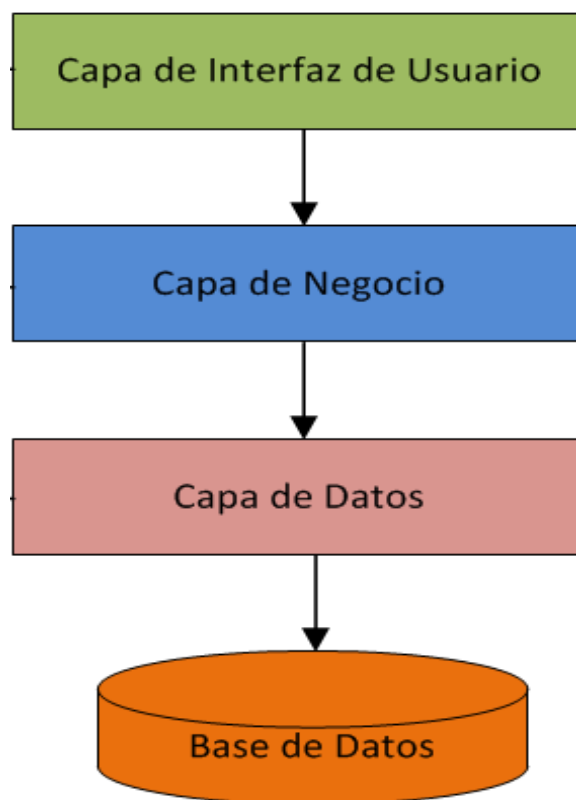 Capa de Interfaz de Usuario
Capa de Negocio
Capa de Datos
Base de Datos